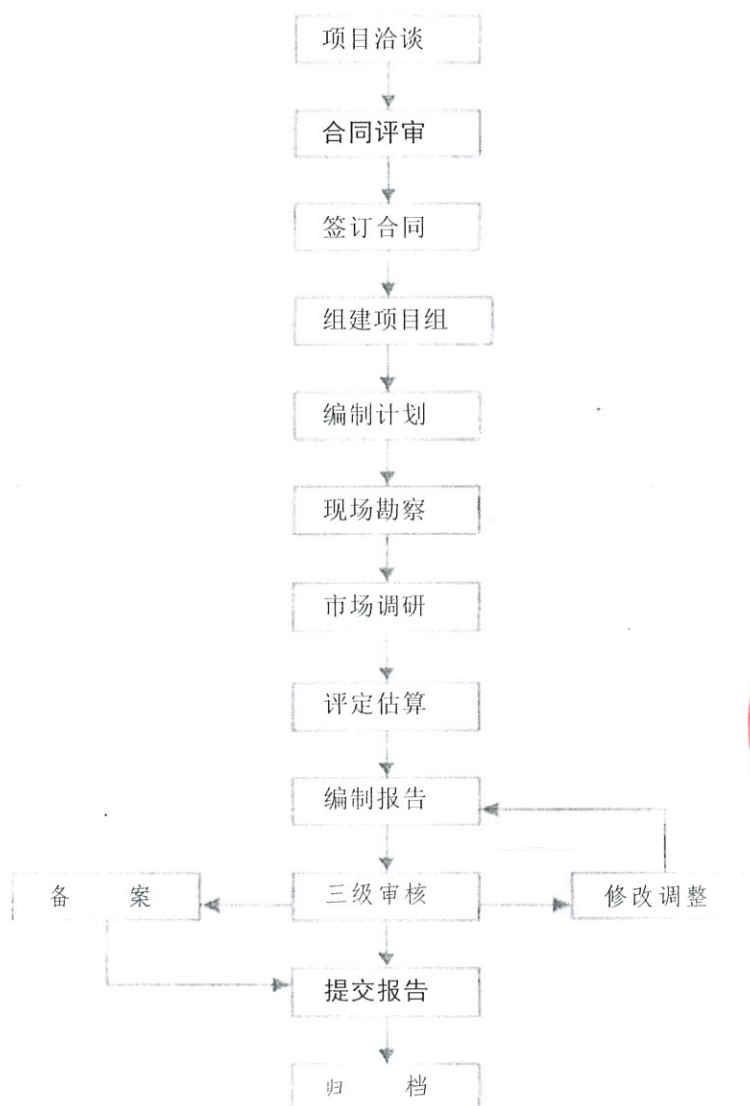 项目洽谈
合同评审
签订合同
组建项目组
编制计划
现场勘察
市场调研
评定估算
编制报告
备 案 三级审核 修改调整
提交报告
归 档